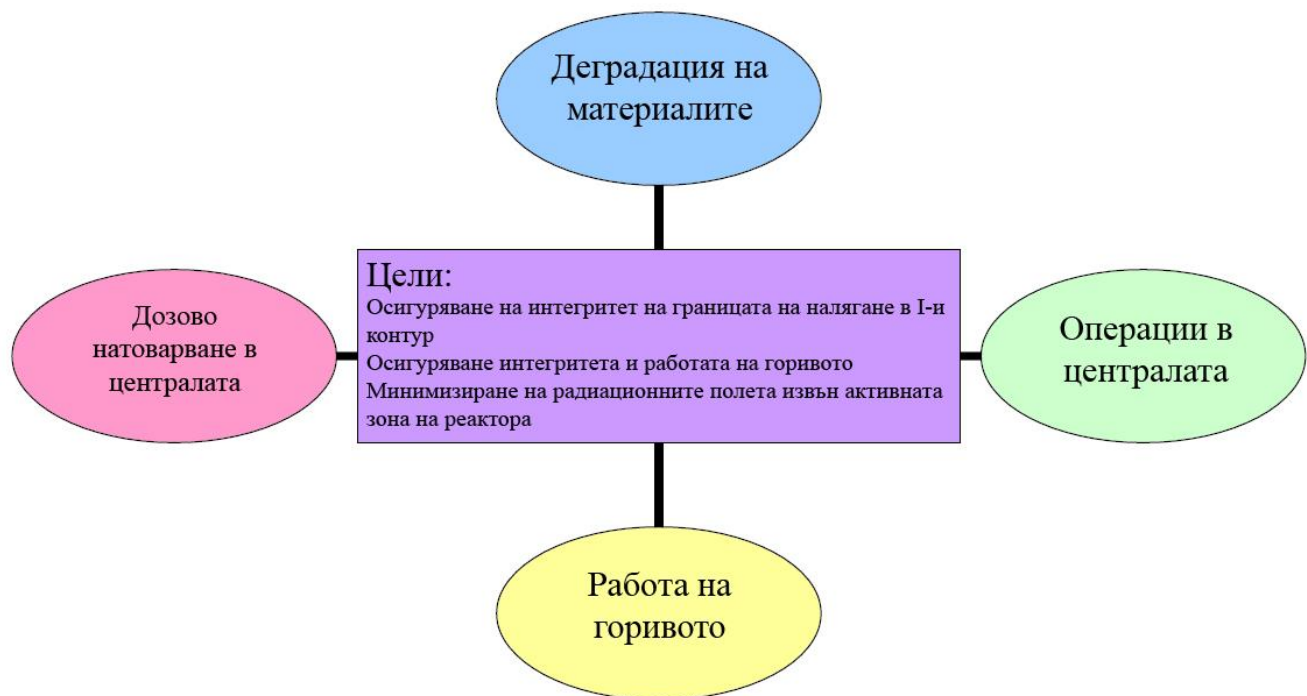 Деградация на
материалите
Цели:
Осигуряване на интегритет на границата на налягане в I-и
контур
Осигуряване интегритета и работата на горивото
Минимизиране на радиационните полета извън активната
зона на реактора
Дозово
натоварване в
централата
Операции в
централата
Работа на
горивото